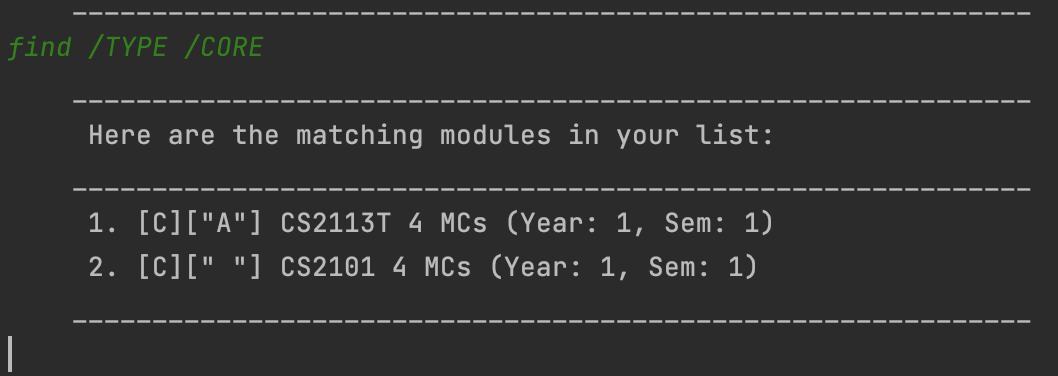 ____________________________________________________________
find /TYPE /CORE
____________________________________________________________
Here are the matching modules in your list:
____________________________________________________________
1. [C]["A"] CS2113T 4 MCs (Year: 1, Sem: 1)
2. [C][" "] CS2101 4 MCs (Year: 1, Sem: 1)
____________________________________________________________